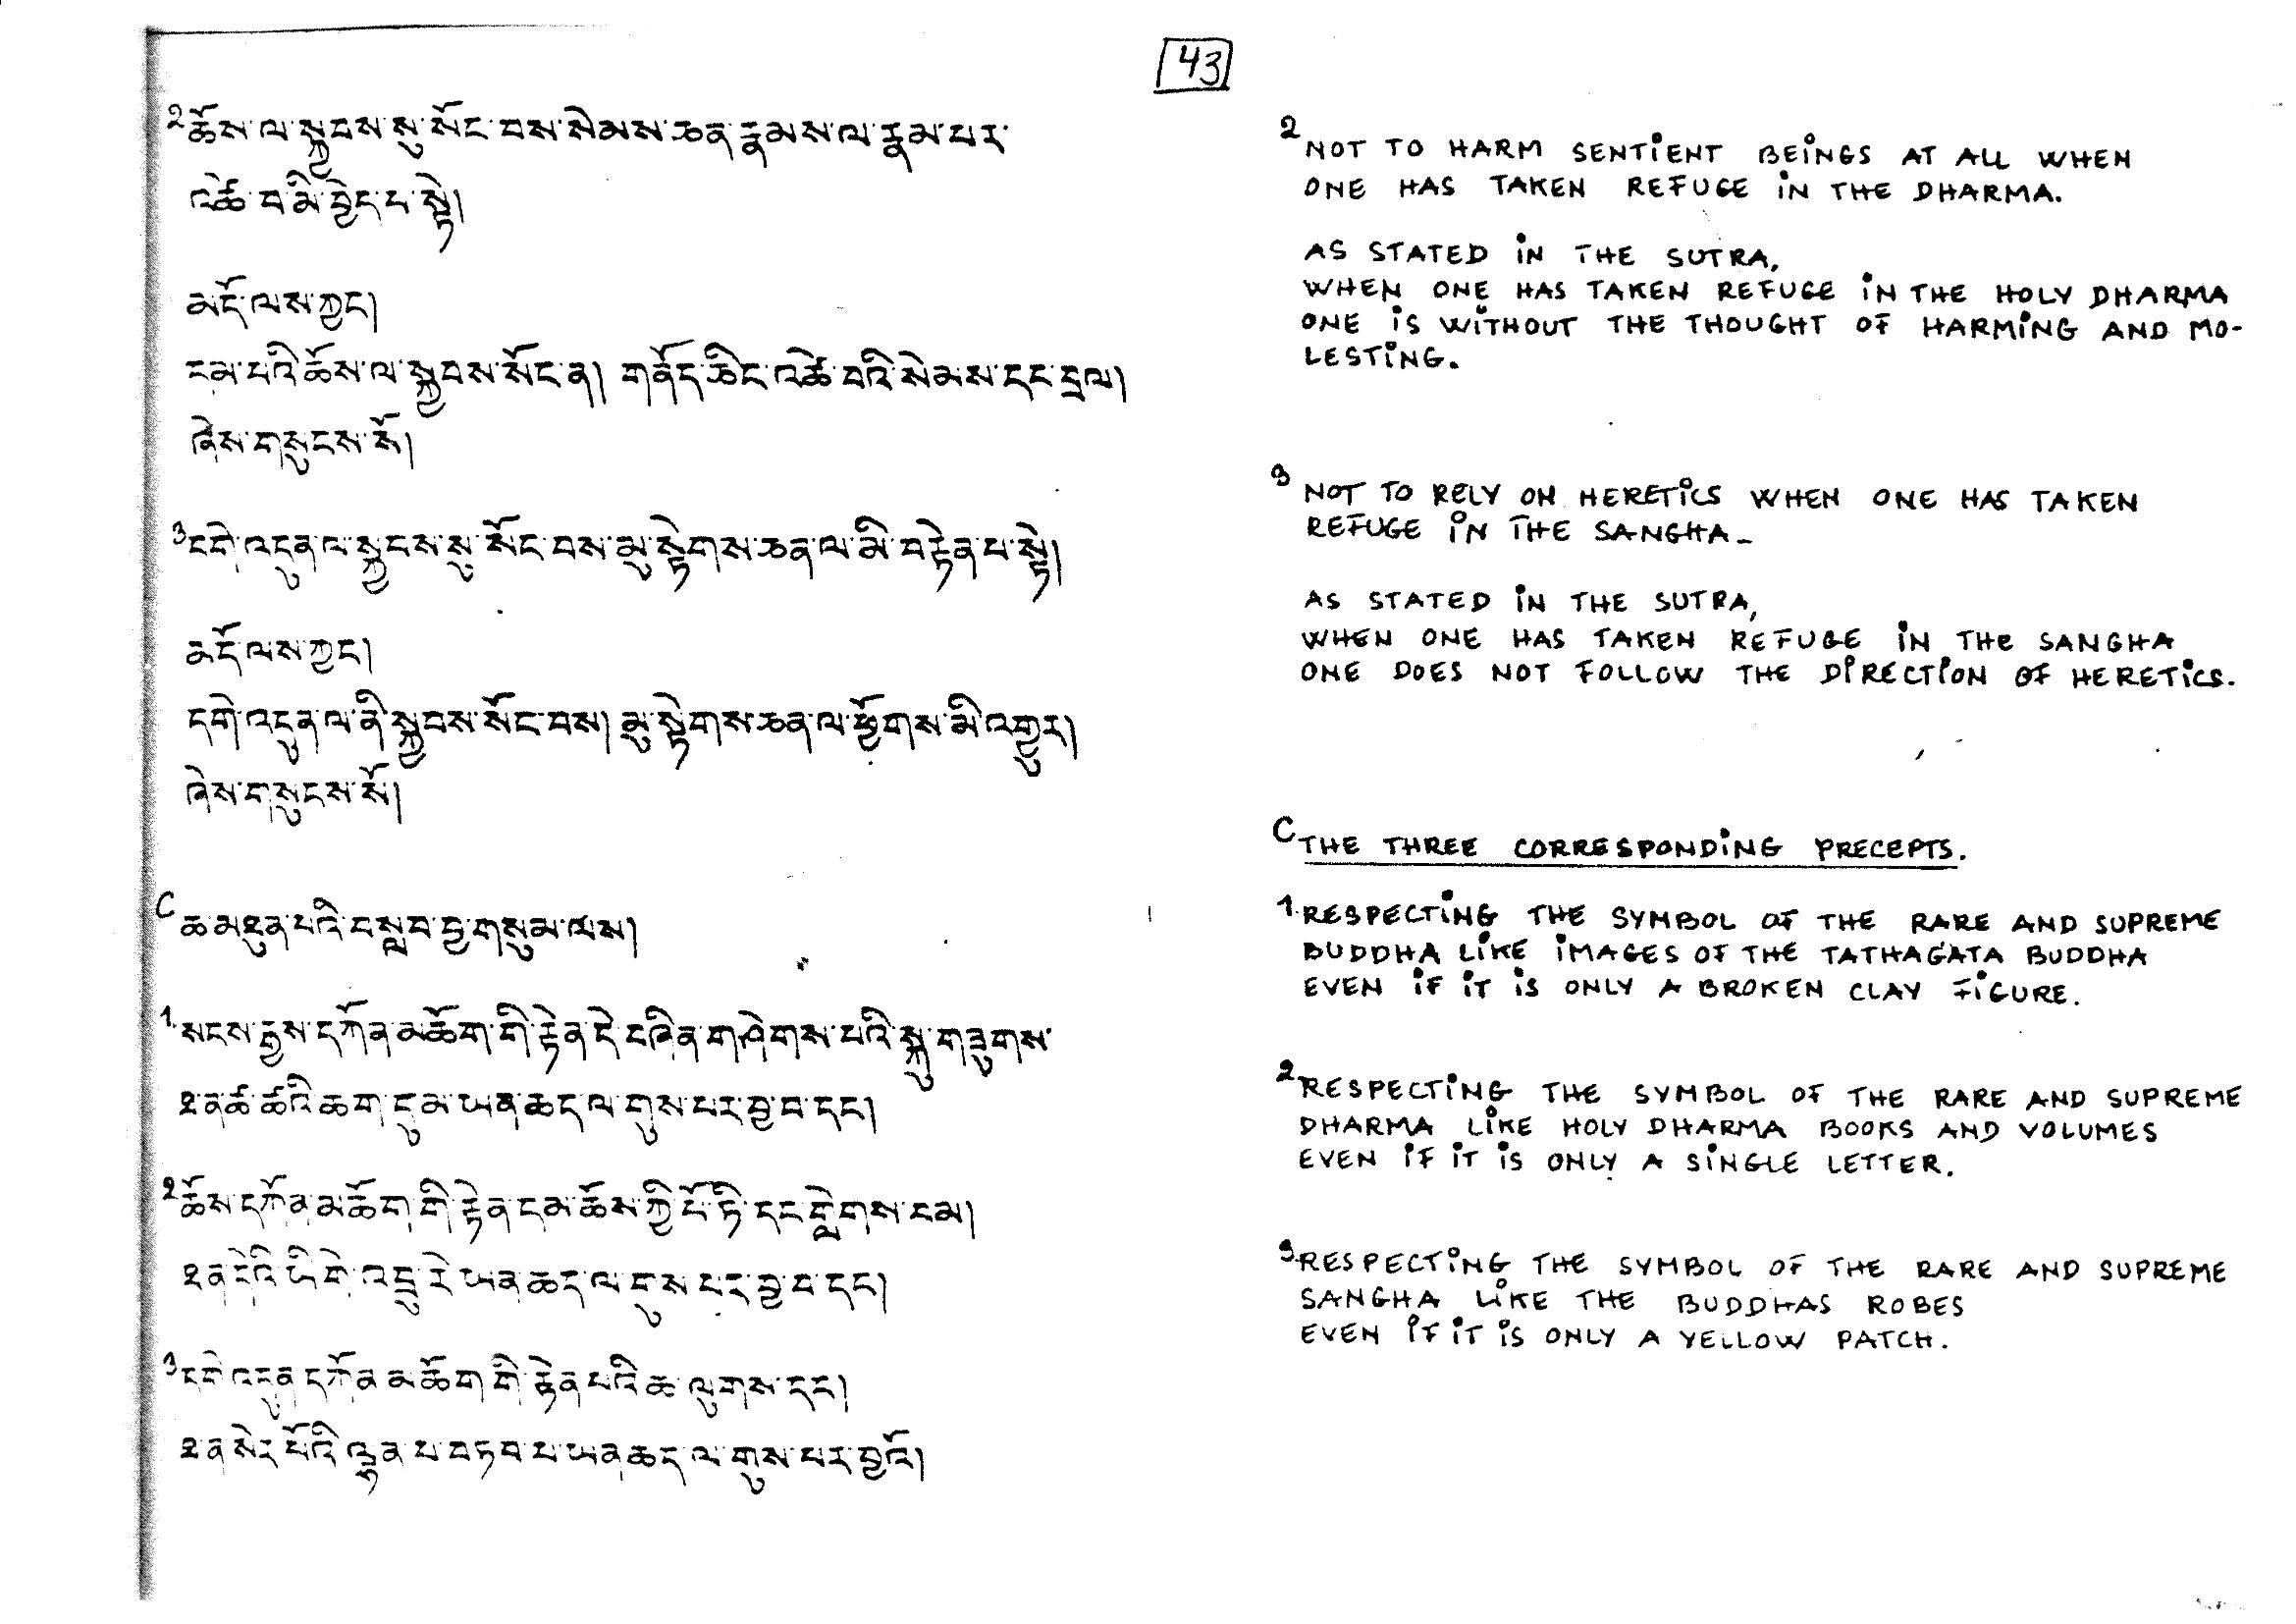 43
2 ཆོས་ལ་སྐྱབས་སུ་སོང་བས་སེམས་ཅན་རྣམས་ལ་རྣམ་པར་
འཚེ་བ་མི་བྱེད་པ་སྟེ།
མདོ་ལས་ཀྱང།
དམ་པའི་ཆོས་ལ་སྐྱབས་སོང་ན། གནོད་ཅིང་འཚེ་བའི་སེམས་དང་བྲལ།
ཞེས་གསུངས་སོ།
3 དགེ་འདུན་ལ་སྐྱབས་སུ་སོང་བས་མུ་སྟེགས་ཅན་ལ་མི་བརྟེན་པ་སྟེ།
མདོ་ལས་ཀྱང།
དགེ་འདུན་ལ་ནི་སྐྱབས་སོང་བས། མུ་སྟེགས་ཅན་ལ་ཕྱོགས་མི་འགྱུར།
ཞེས་གསུངས་སོ།
C ཆ་མཐུན་པའི་བསླབ་བྱ་གསུམ་ལས།
1. སངས་རྒྱས་དཀོན་མཆོག་གི་རྟེན་དེ་བཞིན་གཤེགས་པའི་སྐུ་གཟུགས་
ཐ་ན་ཚ་ཚའི་ཆག་དུམ་ཡན་ཆད་ལ་གུས་པར་བྱ་བ་དང།
2 ཆོས་དཀོན་མཆོག་གི་རྟེན་དམ་ཆོས་ཀྱི་པོ་ཏི་དང་གླེགས་བམ།
ཐ་ན་དེའི་ཡི་གེ་འབྲུ་རེ་ཡན་ཆད་ལ་གུས་པར་བྱ་བ་དང།
3 དགེ་འདུན་དཀོན་མཆོག་གི་རྟེན་པའི་ཆ་ལུགས་དང།
ཐ་ན་སེར་པོའི་ལྷན་པ་བཏབ་པ་ཡན་ཆད་ལ་གུས་པར་བྱའོ།
2 NOT TO HARM SENTIENT BEINGS AT ALL WHEN
ONE HAS TAKEN REFUGE IN THE DHARMA.
AS STATED IN THE SUTRA,
WHEN ONE HAS TAKEN REFUGE IN THE HOLY DHARMA
ONE IS WITHOUT THE THOUGHT OF HARMING AND MO-
LESTING.
3 NOT TO RELY ON HERETICS WHEN ONE HAS TAKEN
REFUGE IN THE SANGHA-
AS STATED IN THE SUTRA,
WHEN ONE HAS TAKEN REFUGE IN THE SANGHA
ONE DOES NOT FOLLOW THE DIRECTION OF HERETICS.
C THE THREE CORRESPONDING PRECEPTS.
1. RESPECTING THE SYMBOL OF THE RARE AND SUPREME
BUDDHA LIKE IMAGES OF THE TATHAGATA BUDDHA
EVEN IF IT IS ONLY A BROKEN CLAY FIGURE.
2 RESPECTING THE SYMBOL OF THE RARE AND SUPREME
DHARMA LIKE HOLY DHARMA BOOKS AND VOLUMES
EVEN IF IT IS ONLY A SINGLE LETTER.
3 RESPECTING THE SYMBOL OF THE RARE AND SUPREME
SANGHA LIKE THE BUDDHAS ROBES
EVEN IF IT IS ONLY A YELLOW PATCH.